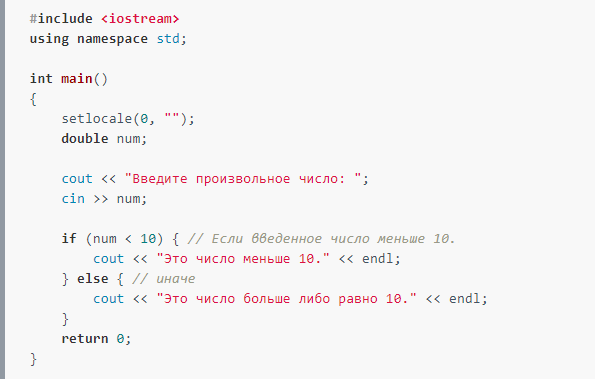 #include <iostream>
using namespace std;

int main()
{
    setlocale(0, "");
    double num;

    cout << "Введите произвольное число: ";
    cin >> num;

    if (num < 10) { // Если введенное число меньше 10.
        cout << "Это число меньше 10." << endl;
    } else { // иначе
        cout << "Это число больше либо равно 10." << endl;
    }
    return 0;
}